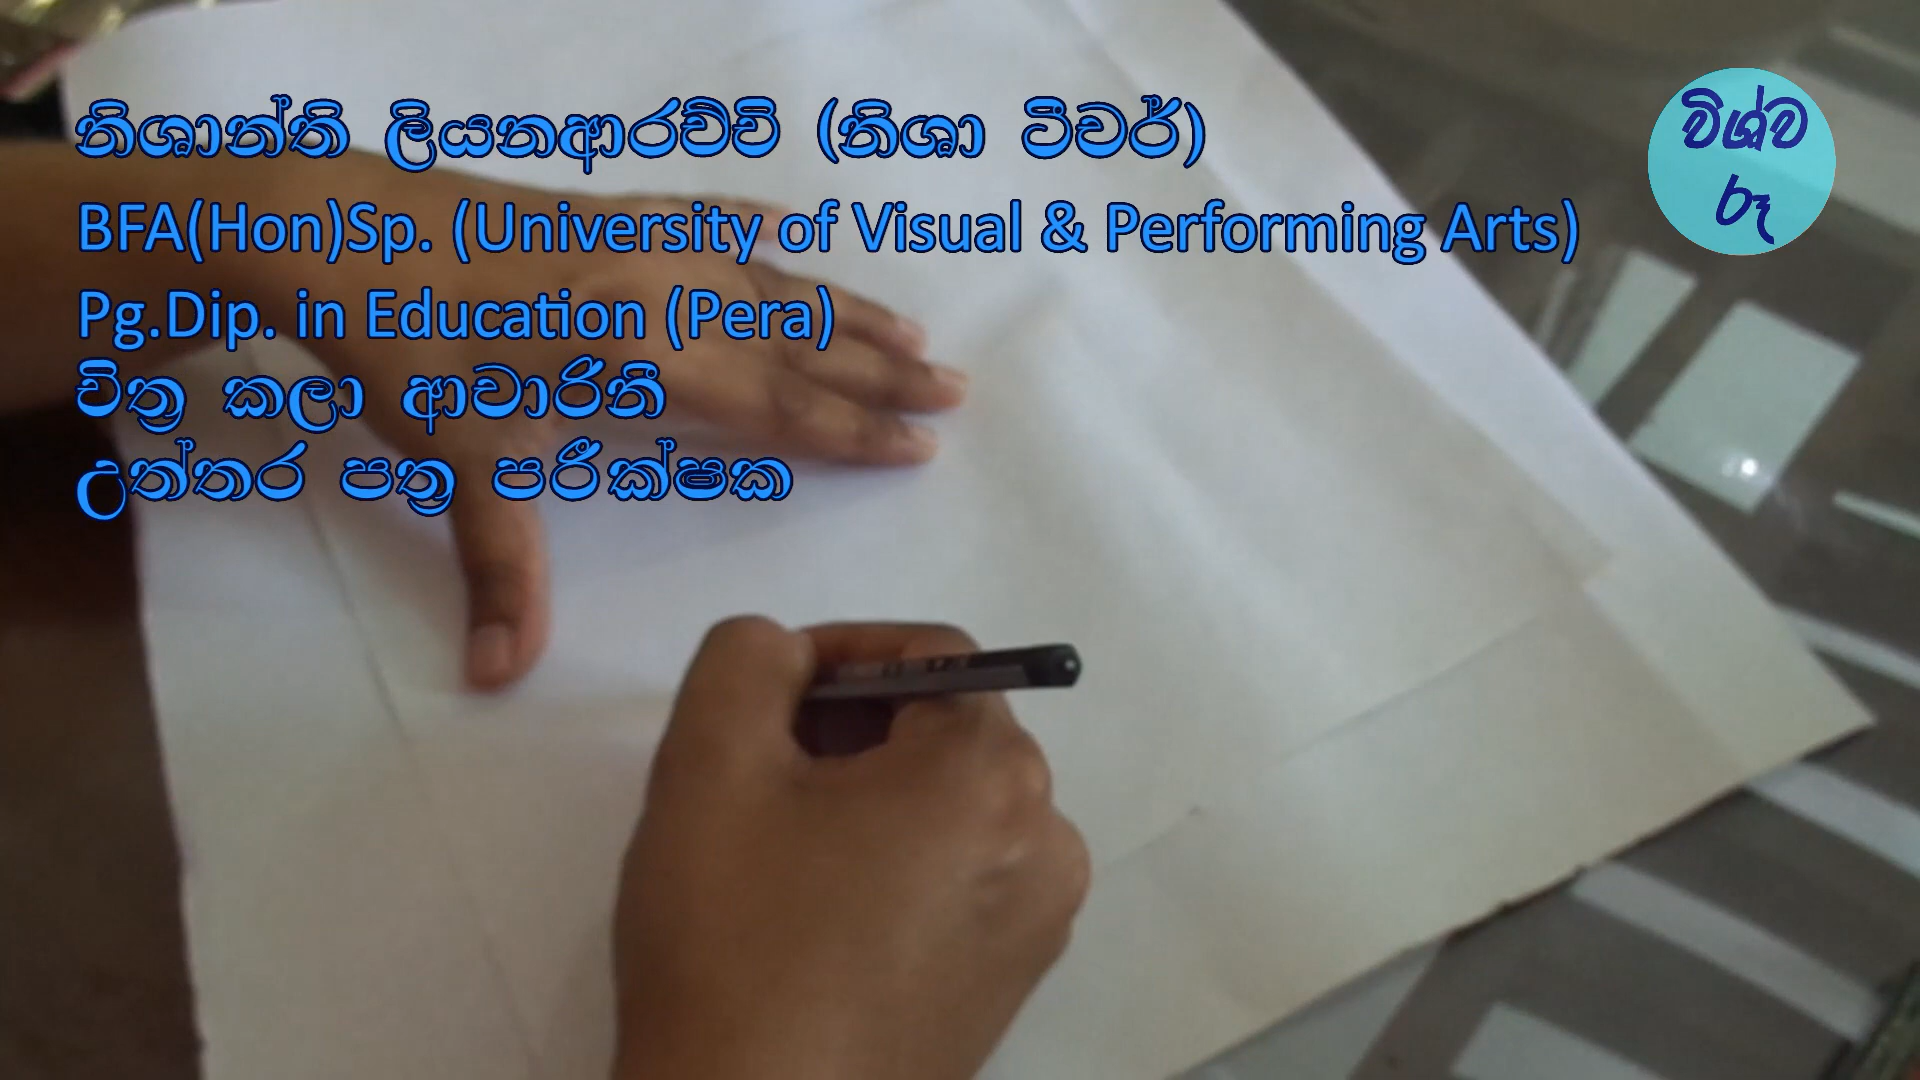 නිශාන්ති ලියනආරච්චි (නිශා ටීචර්)
BFA(Hon)Sp. (University of Visual & Performing Arts)
Pg.Dip. in Education (Pera)
චිත්‍ර කලා ආචාරිනී
උත්තර පත්‍ර පරීක්ෂක
විශ්ව
රූ